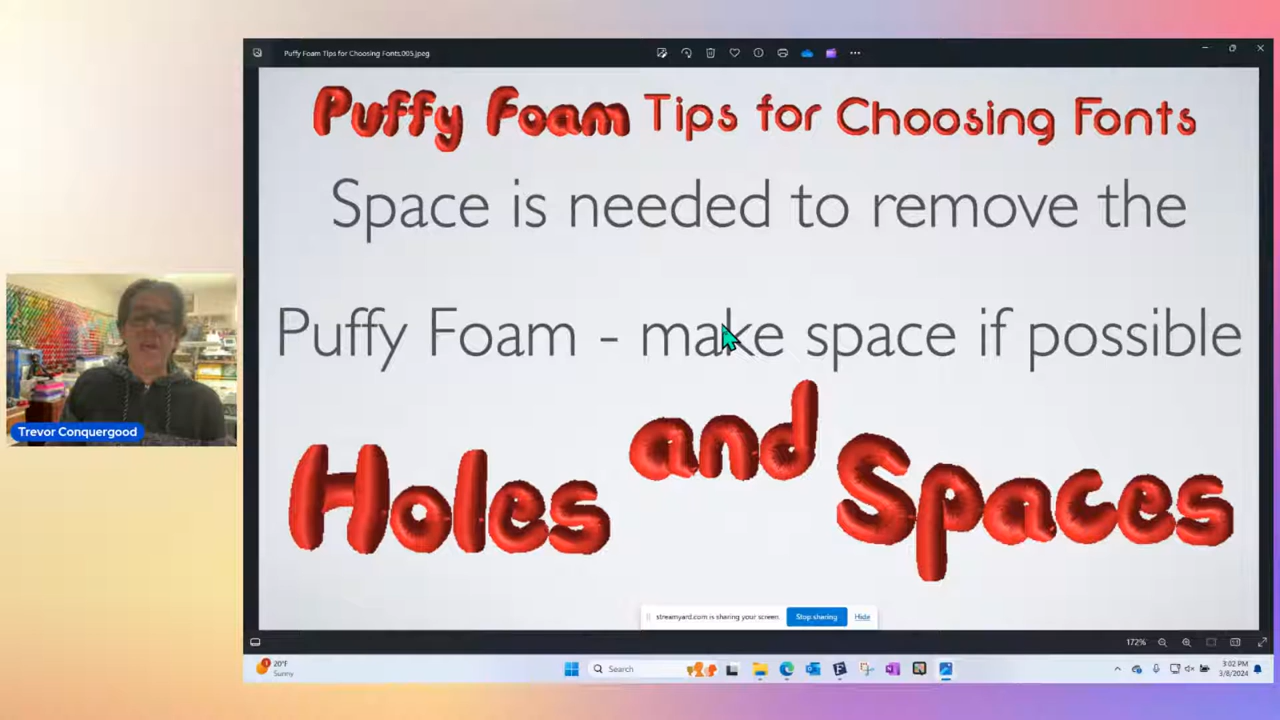 Puffy Foam Tips for Choosing Fonts.005.jpeg
Puffy Foam Tips for Choosing Fonts
Space is needed to remove the
Puffy Foam - make space if possible
Holes and Spaces
Trevor Conquergood
streamyard.com is sharing your screen.
Stop sharing
Hide
172%
20°F
Sunny
Search
3:02 PM
3/8/2024